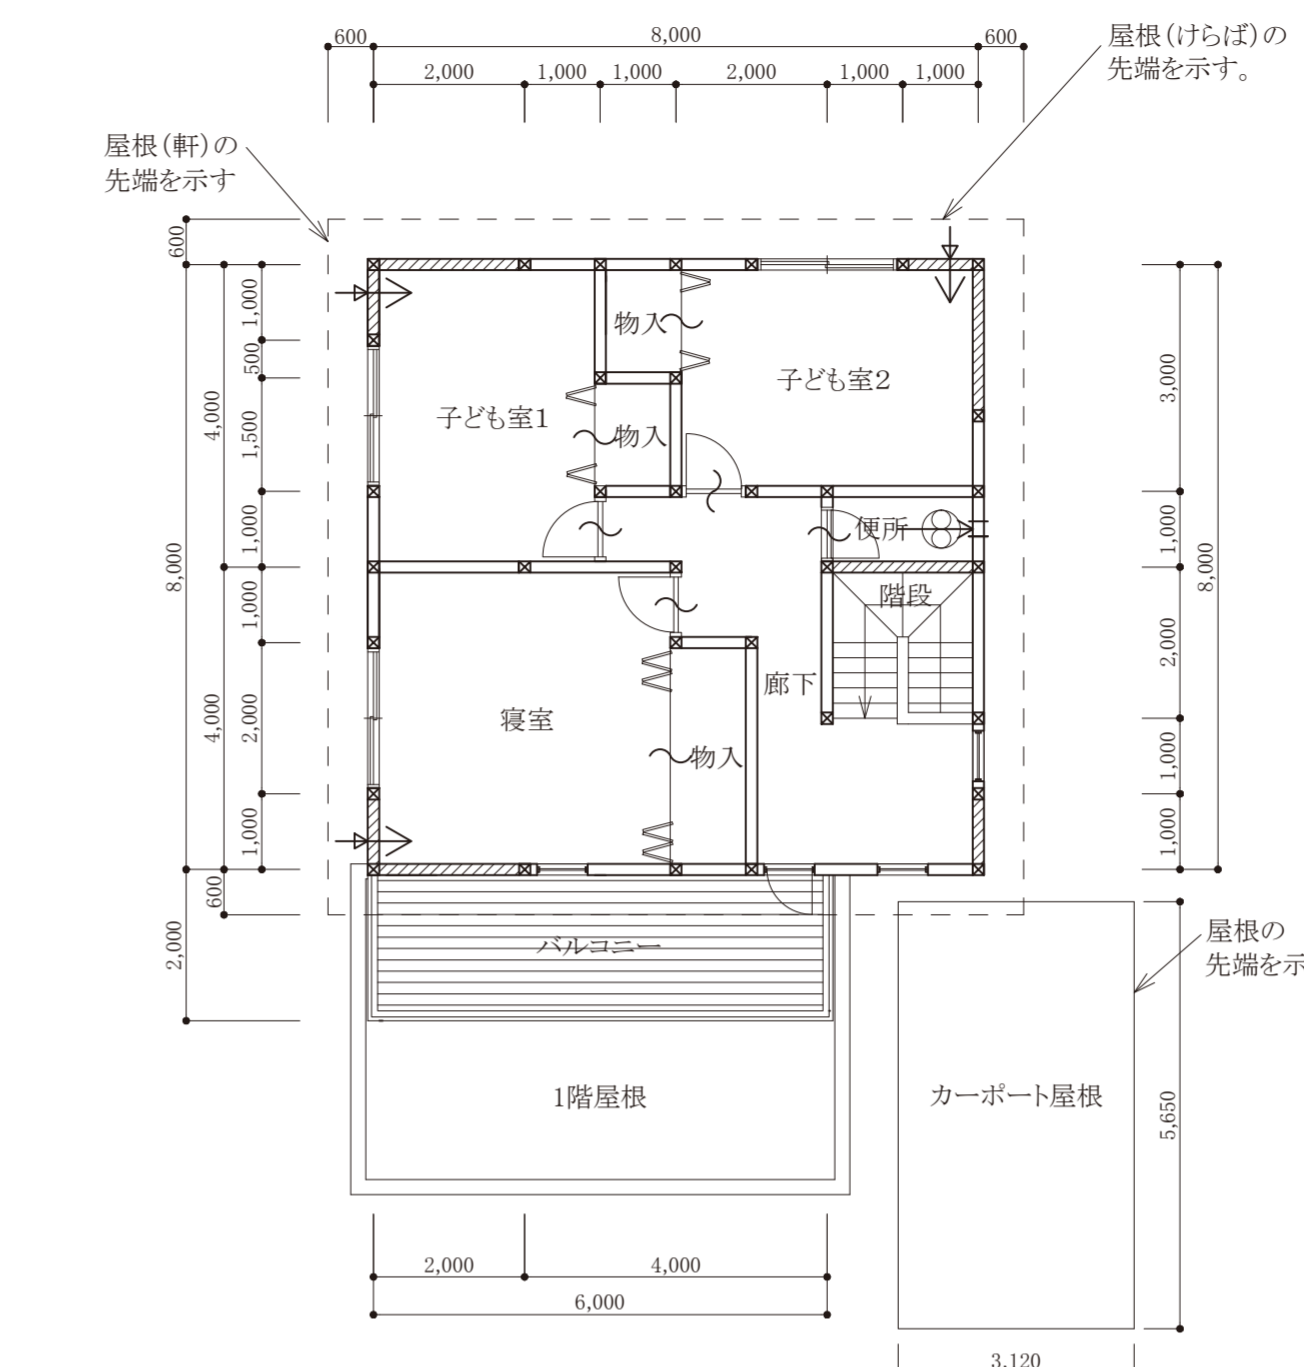 600
8,000
600
屋根（けらば）の
先端を示す。
2,000
1,000
1,000
2,000
1,000
1,000
屋根（軒）の
先端を示す
600
1,000
500
4,000
1,500
1,000
8,000
1,000
4,000
2,000
1,000
600
2,000
物入
子ども室2
子ども室1
物入
便所
階段
廊下
寝室
物入
3,000
1,000
8,000
2,000
1,000
1,000
バルコニー
屋根の
先端を示
1階屋根
カーポート屋根
5,650
2,000
4,000
6,000
3,120